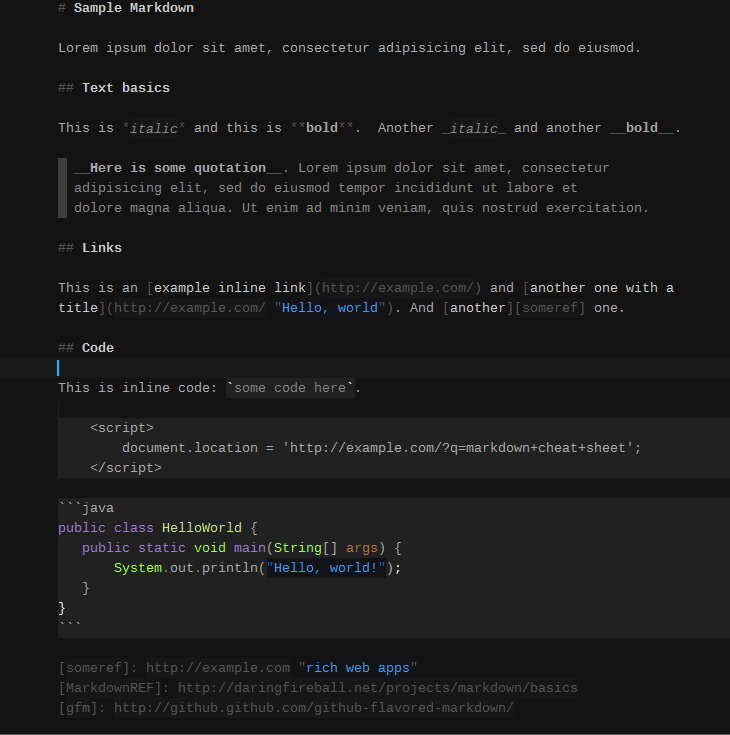 # Sample Markdown
Lorem ipsum dolor sit amet, consectetur adipisicing elit, sed do eiusmod.
## Text basics
This is *italic* and this is **bold**.  Another _italic_ and another __bold__.
__Here is some quotation__. Lorem ipsum dolor sit amet, consectetur
adipisicing elit, sed do eiusmod tempor incididunt ut labore et
dolore magna aliqua. Ut enim ad minim veniam, quis nostrud exercitation.
## Links
This is an [example inline link](http://example.com/) and [another one with a
title](http://example.com/ "Hello, world"). And [another][someref] one.
## Code
This is inline code: `some code here`.
    <script>
        document.location = 'http://example.com/?q=markdown+cheat+sheet';
    </script>
```java
public class HelloWorld {
   public static void main(String[] args) {
       System.out.println("Hello, world!");
   }
}
```
[someref]: http://example.com "rich web apps"
[MarkdownREF]: http://daringfireball.net/projects/markdown/basics
[gfm]: http://github.github.com/github-flavored-markdown/